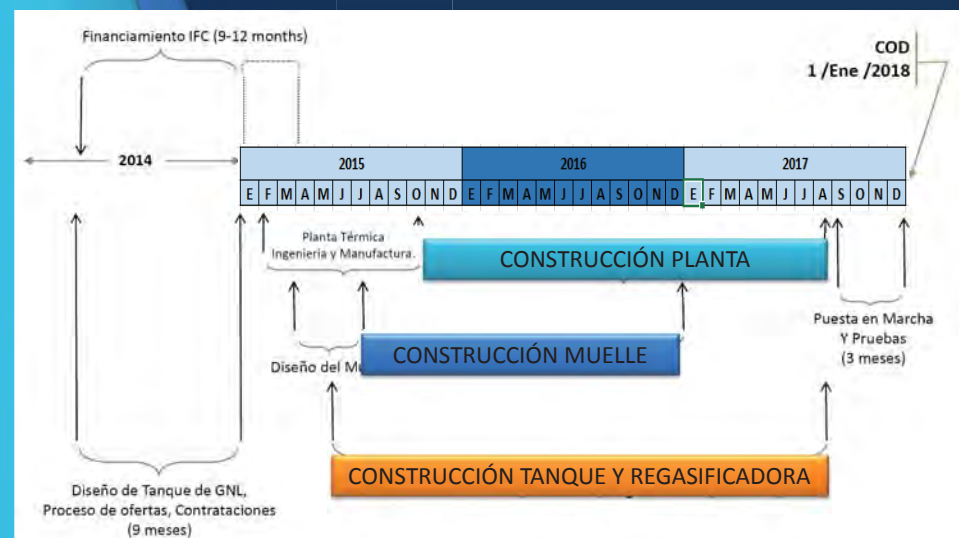 Financiamiento IFC (9-12 months)
COD
1 /Ene /2018
2014
2015
2016
2017
E F M A M J J A S O N D E F M A M J J A S O N D E F M A M J J A S O N D
Planta Térmica
Ingenieria y Manufactura.
CONSTRUCCIÓN PLANTA
Puesta en Marcha
Y Pruebas
(3 meses)
Diseño del
CONSTRUCCIÓN MUELLE
CONSTRUCCIÓN TANQUE Y REGASIFICADORA
Diseño de Tanque de GNL,
Proceso de ofertas, Contrataciones
(9 meses)